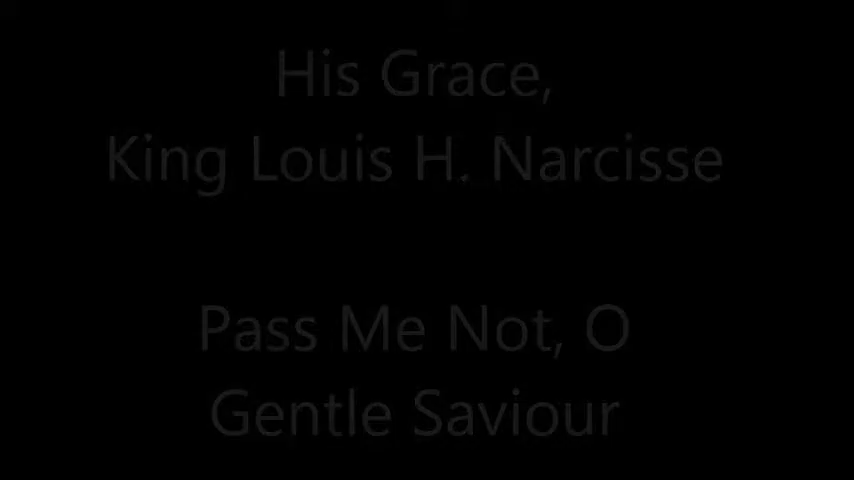 His Grace,
King Louis H. Narcisse
Pass Me Not, O
Gentle Saviour